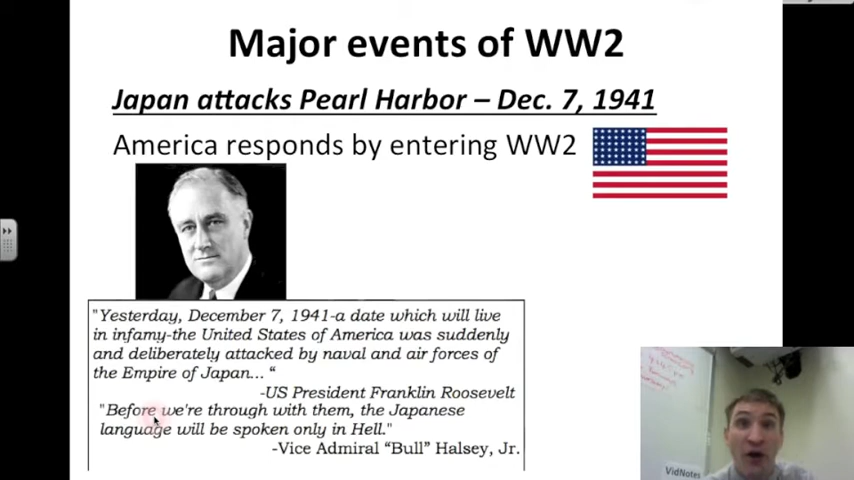 Major events of WW2
Japan attacks Pearl Harbor – Dec. 7, 1941
America responds by entering WW2
"Yesterday, December 7, 1941-a date which will live
in infamy-the United States of America was suddenly
and deliberately attacked by naval and air forces of
the Empire of Japan... “
-US President Franklin Roosevelt
"Before we're through with them, the Japanese
language will be spoken only in Hell."
-Vice Admiral “Bull” Halsey, Jr.
VidNotes